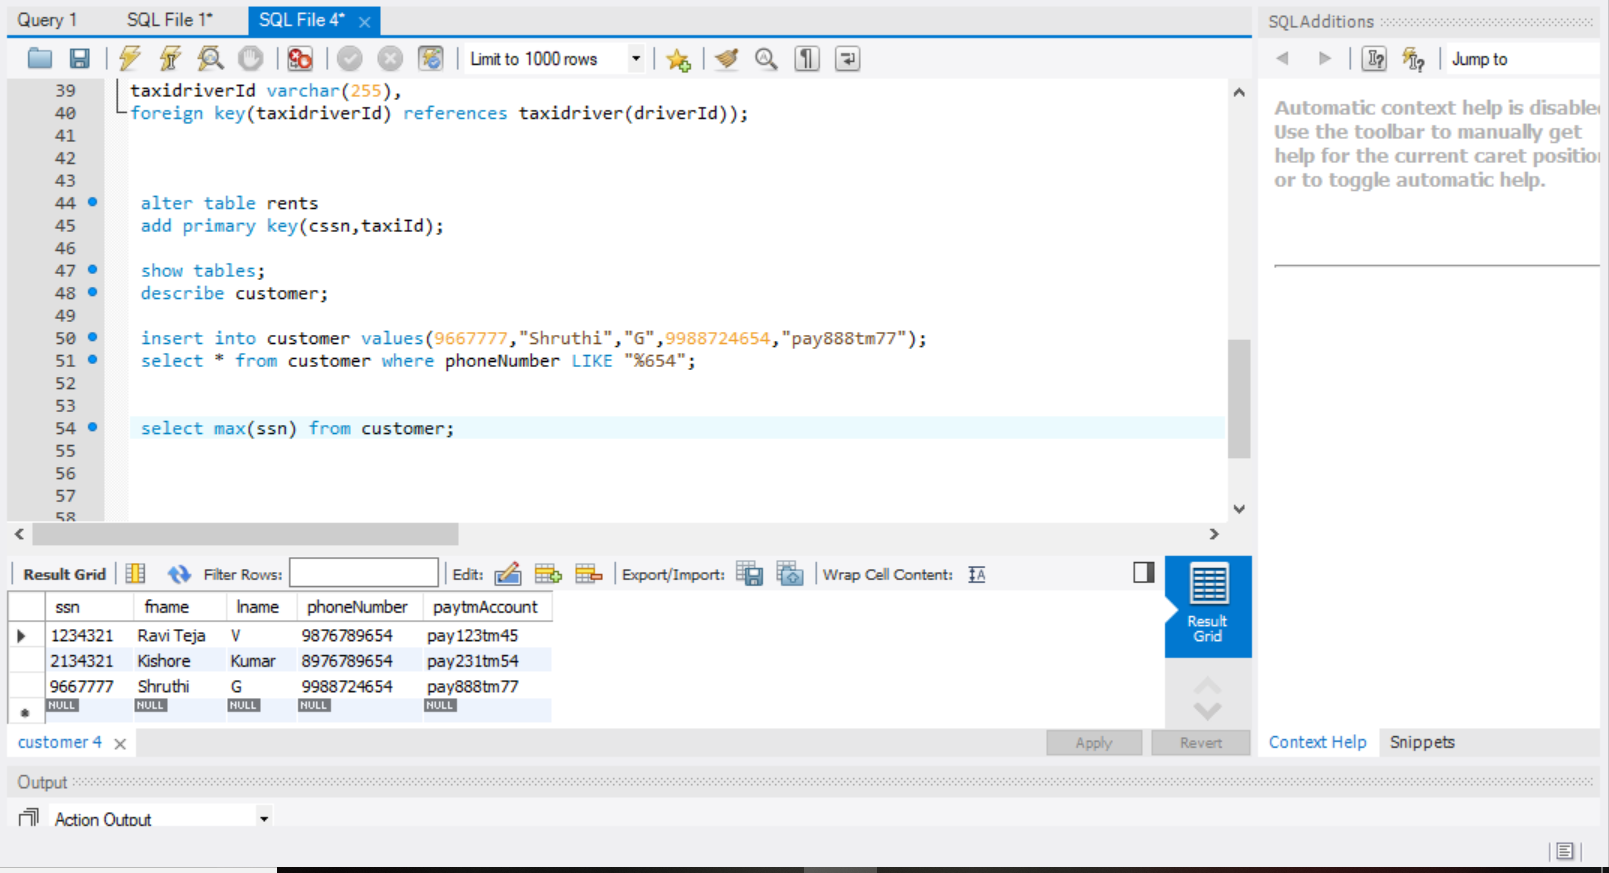 Query 1 SQL File 1* SQL File 4* ×
SQLAdditions
Limit to 1000 rows
Jump to
39 taxidriverId varchar(255),
40 foreign key(taxidriverId) references taxidriver(driverId));
41
42
43
44 alter table rents
45 add primary key(cssn,taxiId);
46
47 show tables;
48 describe customer;
49
50 insert into customer values(9667777,"Shruthi","G",9988724654,"pay888tm77");
51 select * from customer where phoneNumber LIKE "%654";
52
53
54 select max(ssn) from customer;
55
56
57
58
Automatic context help is disable
Use the toolbar to manually get
help for the current caret positio
or to toggle automatic help.
Result Grid Filter Rows: Edit: Export/Import: Wrap Cell Content: IA
ssn fname lname phoneNumber paytmAccount
1234321 Ravi Teja V 9876789654 pay123tm45
2134321 Kishore Kumar 8976789654 pay231tm54
9667777 Shruthi G 9988724654 pay888tm77
NULL NULL NULL NULL NULL
Result
Grid
customer 4 × Apply Revert
Context Help Snippets
Output
Action Output